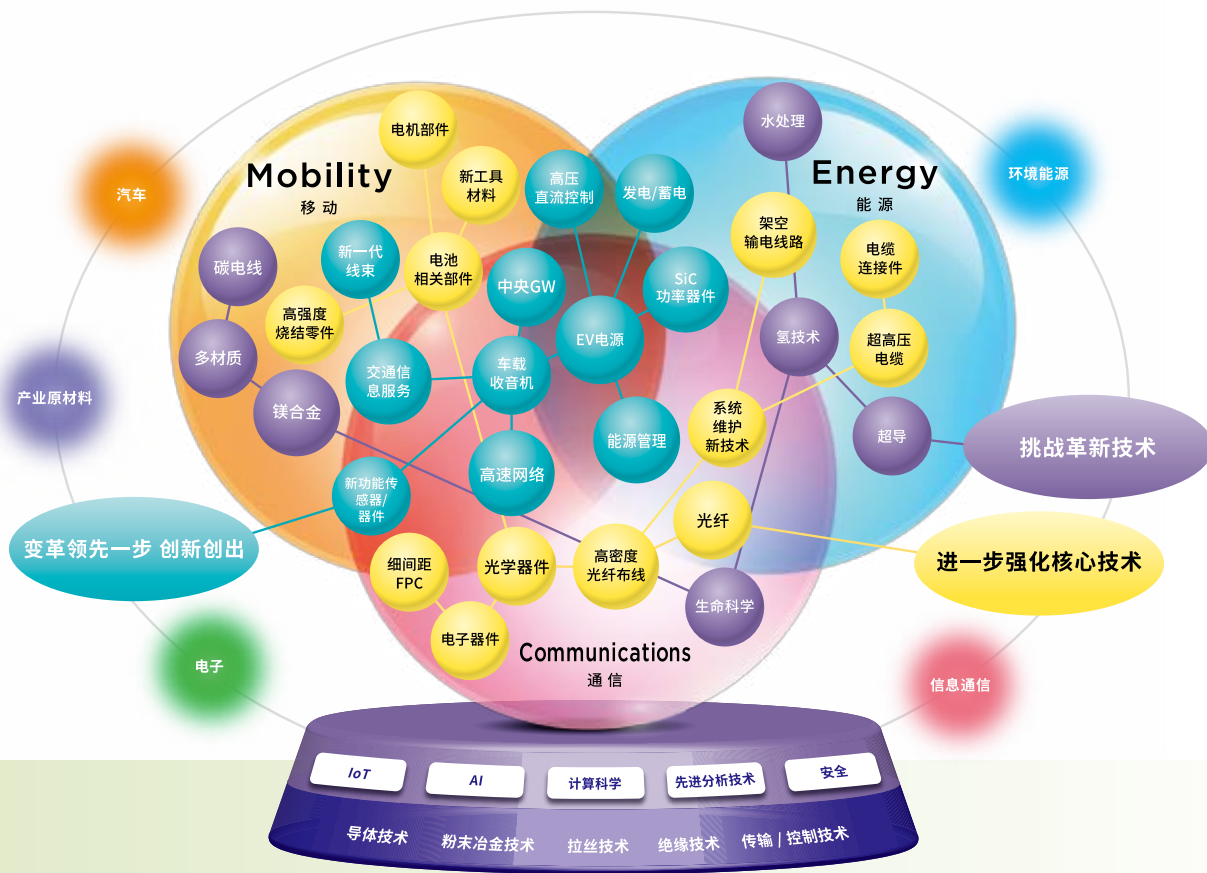 电机部件
水处理
Mobility
移动
新工具
材料
高压
直流控制
发电/蓄电
Energy
能源
汽车
环境能源
碳电线
新一代
线束
电池
相关部件
中央GW
SiC
功率器件
架空
输电线路
电缆
连接件
高强度
烧结零件
EV电源
氢技术
超高压
电缆
多材质
交通信
息服务
车载
收音机
产业原材料
镁合金
能源管理
系统
维护
新技术
超导
挑战革新技术
新功能传
感器/
器件
高速网络
光纤
变革领先一步 创新创出
进一步强化核心技术
细间距
FPC
光学器件
高密度
光纤布线
生命科学
电子器件
Communications
通信
电子
信息通信
IoT
AI
计算科学
先进分析技术
安全
导体技术
粉末冶金技术
拉丝技术
绝缘技术
传输 / 控制技术